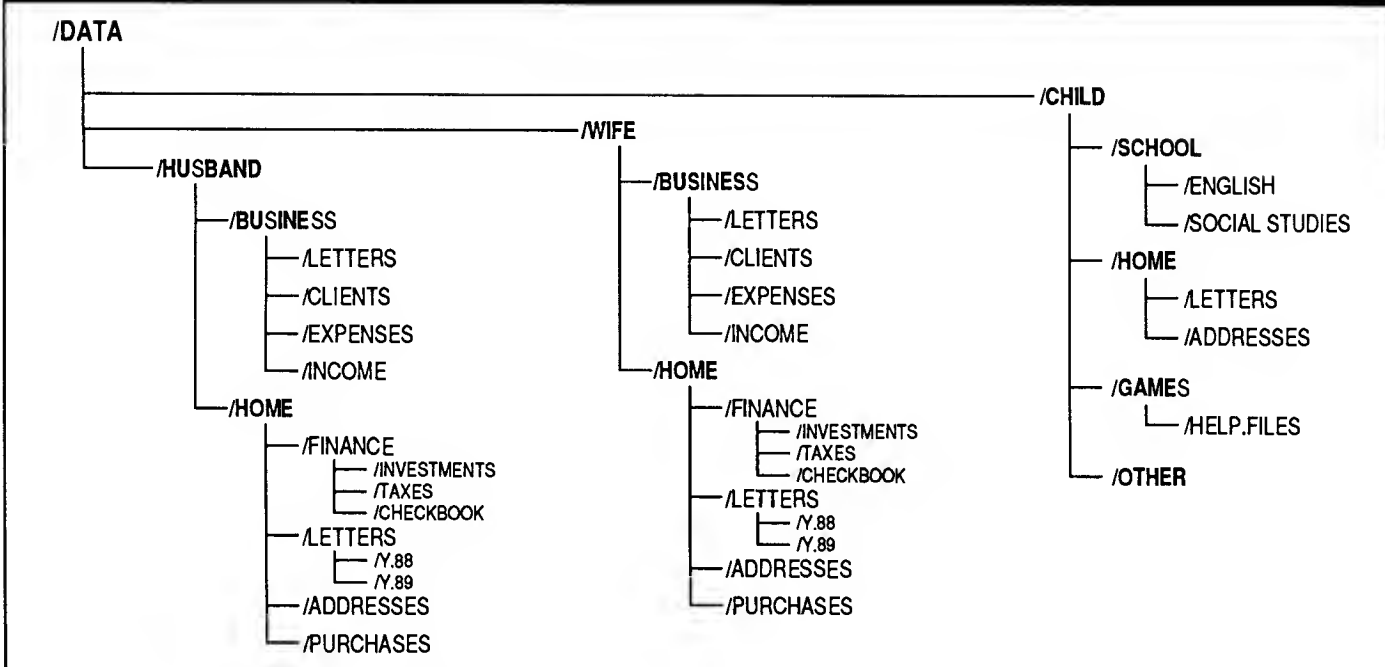 /DATA
/HUSBAND
/BUSINESS
/LETTERS
/CLIENTS
/EXPENSES
/INCOME
/HOME
/FINANCE
/INVESTMENTS
/TAXES
/CHECKBOOK
/LETTERS
/Y.88
/Y.89
/ADDRESSES
/PURCHASES
/WIFE
/BUSINESS
/LETTERS
/CLIENTS
/EXPENSES
/INCOME
/HOME
/FINANCE
/INVESTMENTS
/TAXES
/CHECKBOOK
/LETTERS
/Y.88
/Y.89
/ADDRESSES
/PURCHASES
/CHILD
/SCHOOL
/ENGLISH
/SOCIAL STUDIES
/HOME
/LETTERS
/ADDRESSES
/GAMES
/HELP.FILES
/OTHER